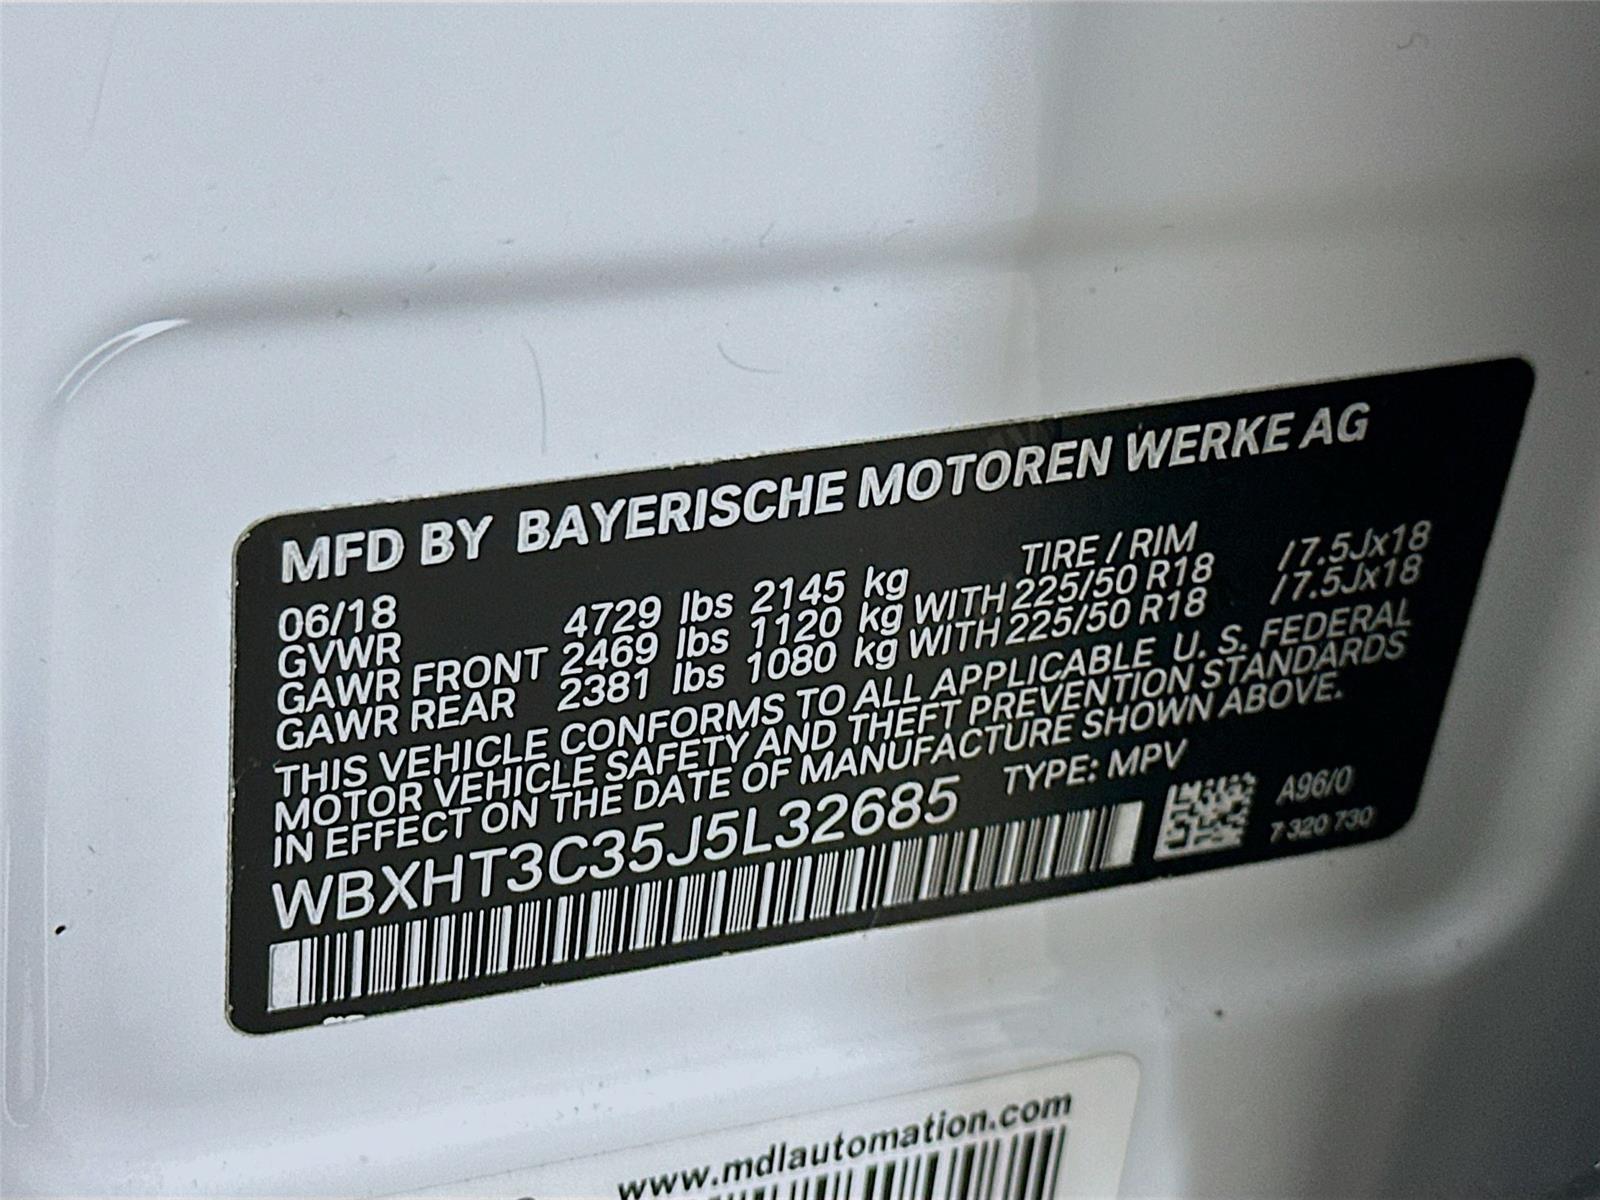 MFD BY BAYERISCHE MOTOREN WERKE AG
06/18 TIRE / RIM
GVWR 4729 lbs 2145 kg
GAWR FRONT 2469 lbs 1120 kg WITH 225/50 R18 / 7.5Jx18
GAWR REAR 2381 lbs 1080 kg WITH 225/50 R18 / 7.5Jx18
THIS VEHICLE CONFORMS TO ALL APPLICABLE U. S. FEDERAL
MOTOR VEHICLE SAFETY AND THEFT PREVENTION STANDARDS
IN EFFECT ON THE DATE OF MANUFACTURE SHOWN ABOVE.
WBXHT3C35J5L32685 TYPE: MPV
A96/0
7 320 730
www.mdlautomation.com